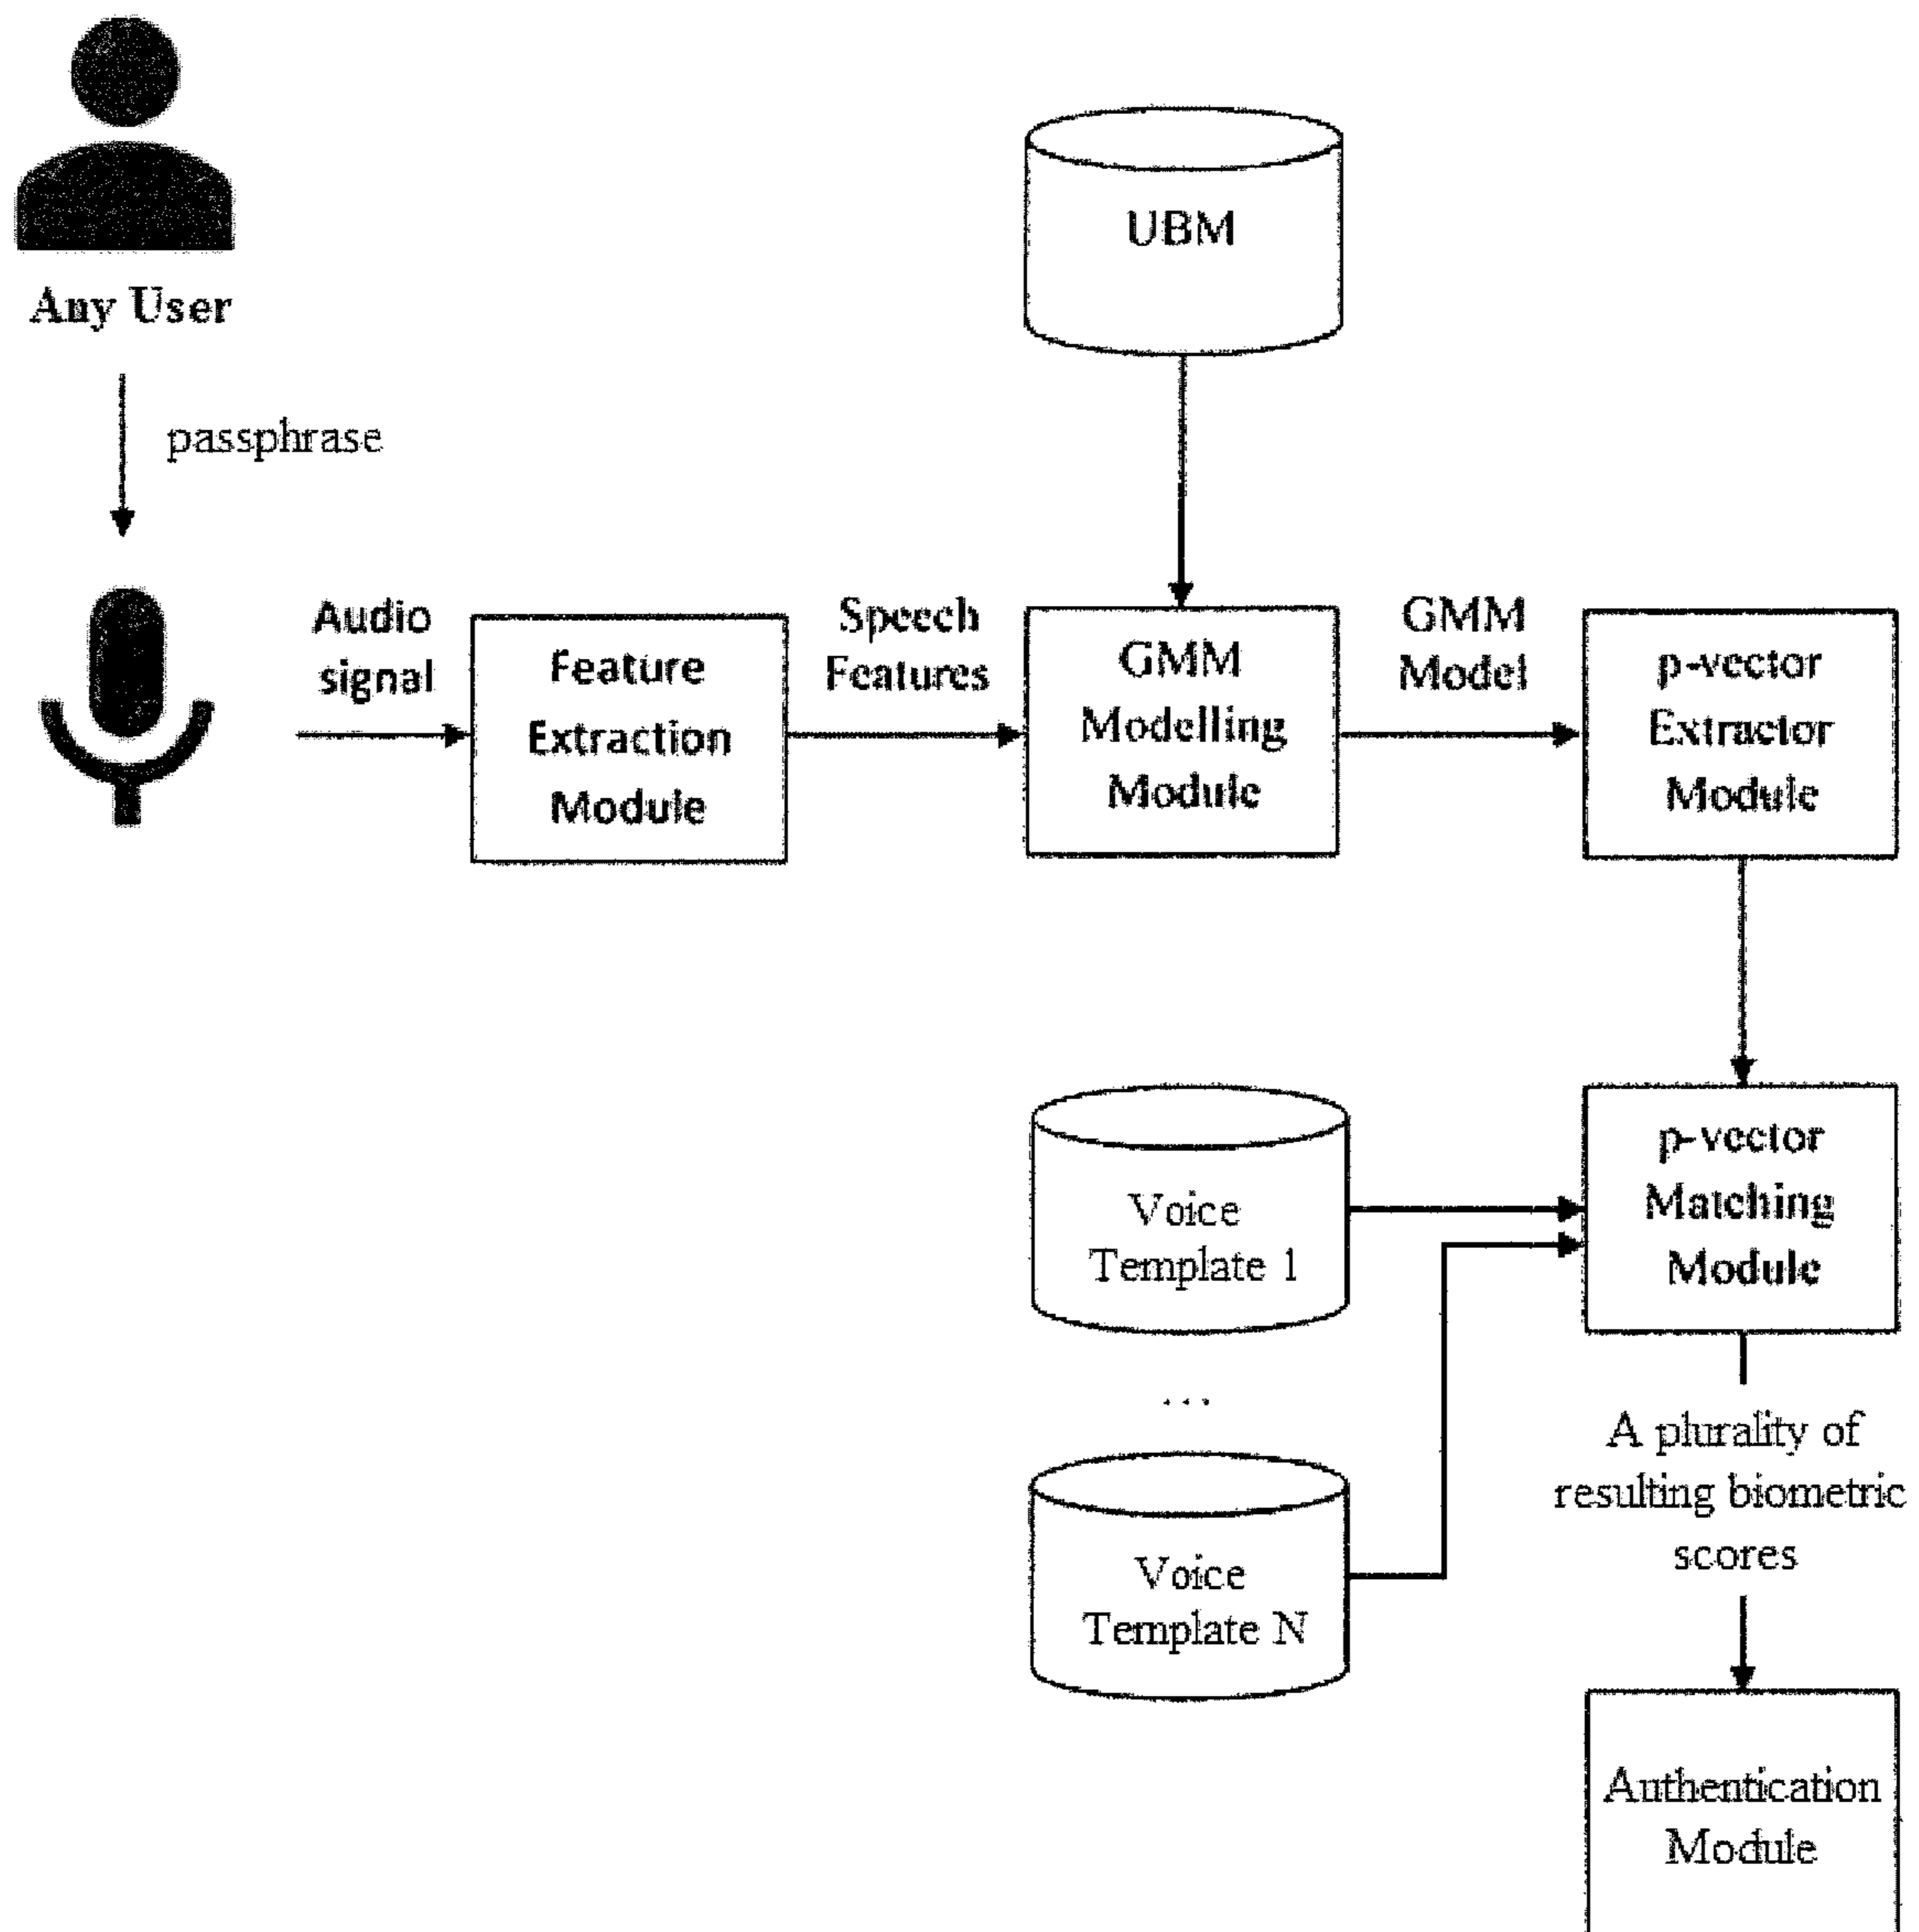 UBM
Any User
passphrase
Audio
signal
Feature
Extraction
Module
Speech
Features
GMM
Modelling
Module
GMM
Model
p-vector
Extractor
Module
Voice
Template 1
...
Voice
Template N
p-vector
Matching
Module
A plurality of
resulting biometric
scores
Authentication
Module